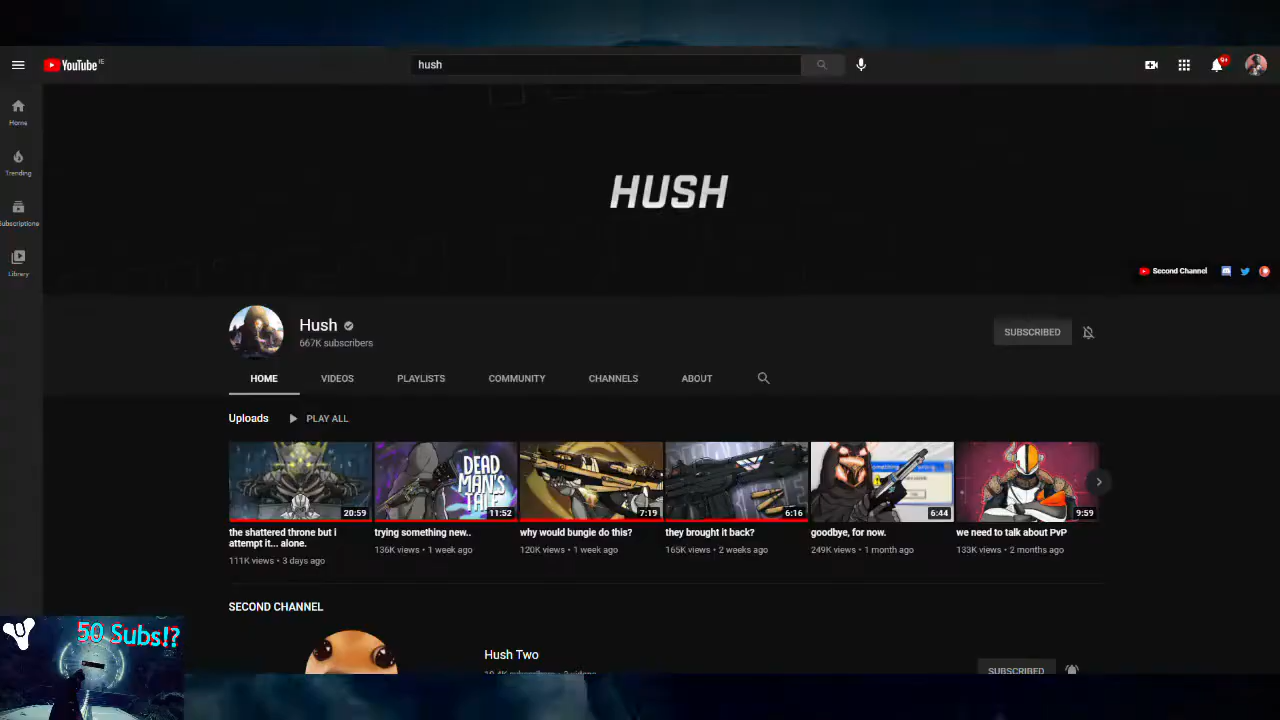 YouTube IE
hush
9+
Home
Trending
Subscriptions
Library
HUSH
Second Channel
Hush
667K subscribers
SUBSCRIBED
HOME VIDEOS PLAYLISTS COMMUNITY CHANNELS ABOUT
Uploads PLAY ALL
DEAD
MAN'S
TALE
20:59
11:52
7:19
6:16
6:44
9:59
the shattered throne but i
attempt it... alone.
111K views • 3 days ago
trying something new..
136K views • 1 week ago
why would bungie do this?
120K views • 1 week ago
they brought it back?
165K views • 2 weeks ago
goodbye, for now.
249K views • 1 month ago
we need to talk about PvP
133K views • 2 months ago
SECOND CHANNEL
50 Subs!?
Hush Two
SUBSCRIBED